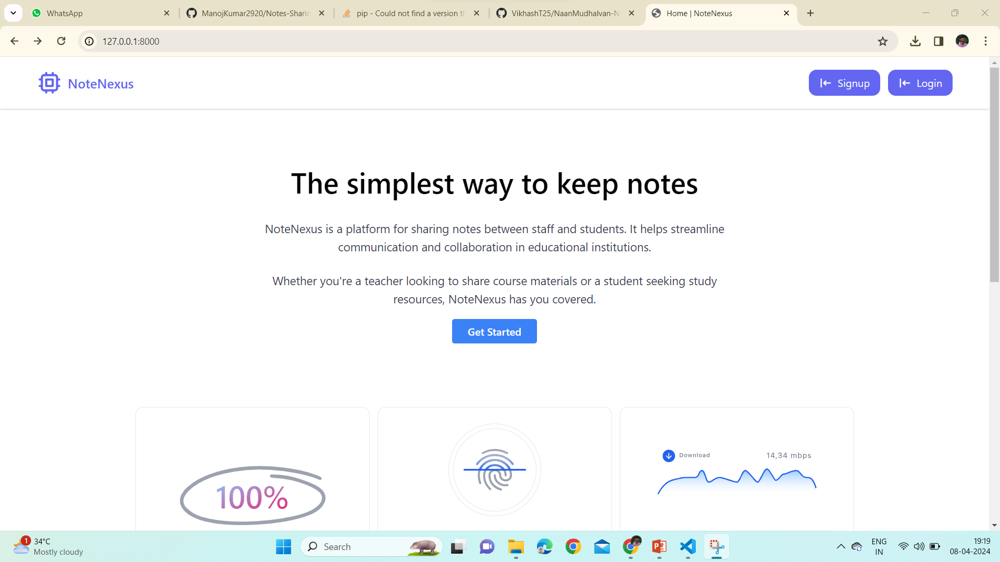 WhatsApp
ManojKumar2920/Notes-Sharin
pip - Could not find a version th
VikhashT25/NaanMudhalvan-N
Home | NoteNexus
127.0.0.1:8000
NoteNexus
Signup
Login
The simplest way to keep notes
NoteNexus is a platform for sharing notes between staff and students. It helps streamline
communication and collaboration in educational institutions.
Whether you're a teacher looking to share course materials or a student seeking study
resources, NoteNexus has you covered.
Get Started
100%
Download
14,34 mbps
1
34°C
Mostly cloudy
Search
ENG
IN
19:19
08-04-2024